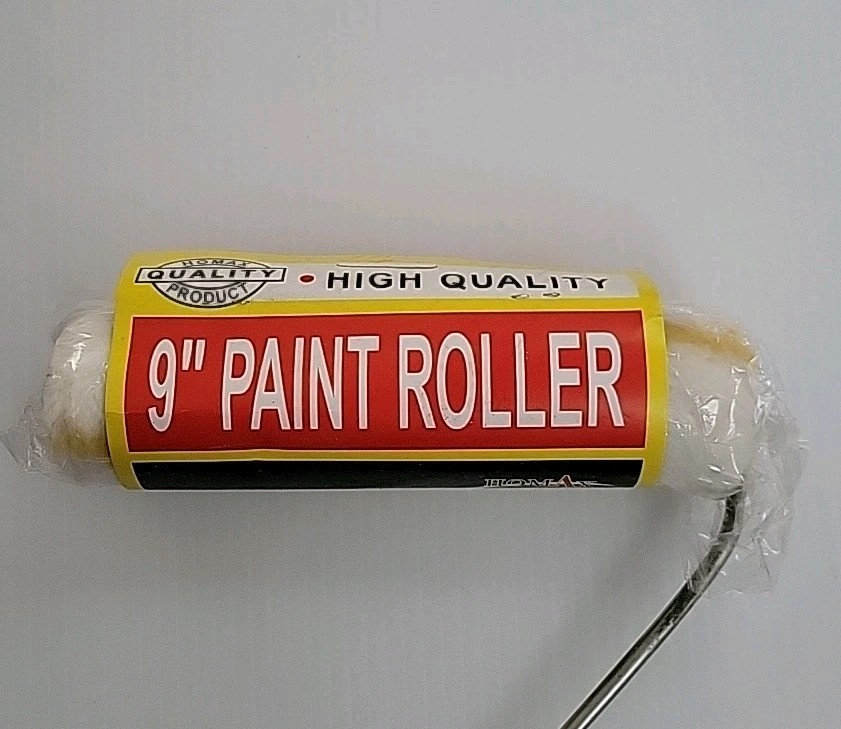 HOMAX
QUALITY
PRODUCT
• HIGH QUALITY
9" PAINT ROLLER